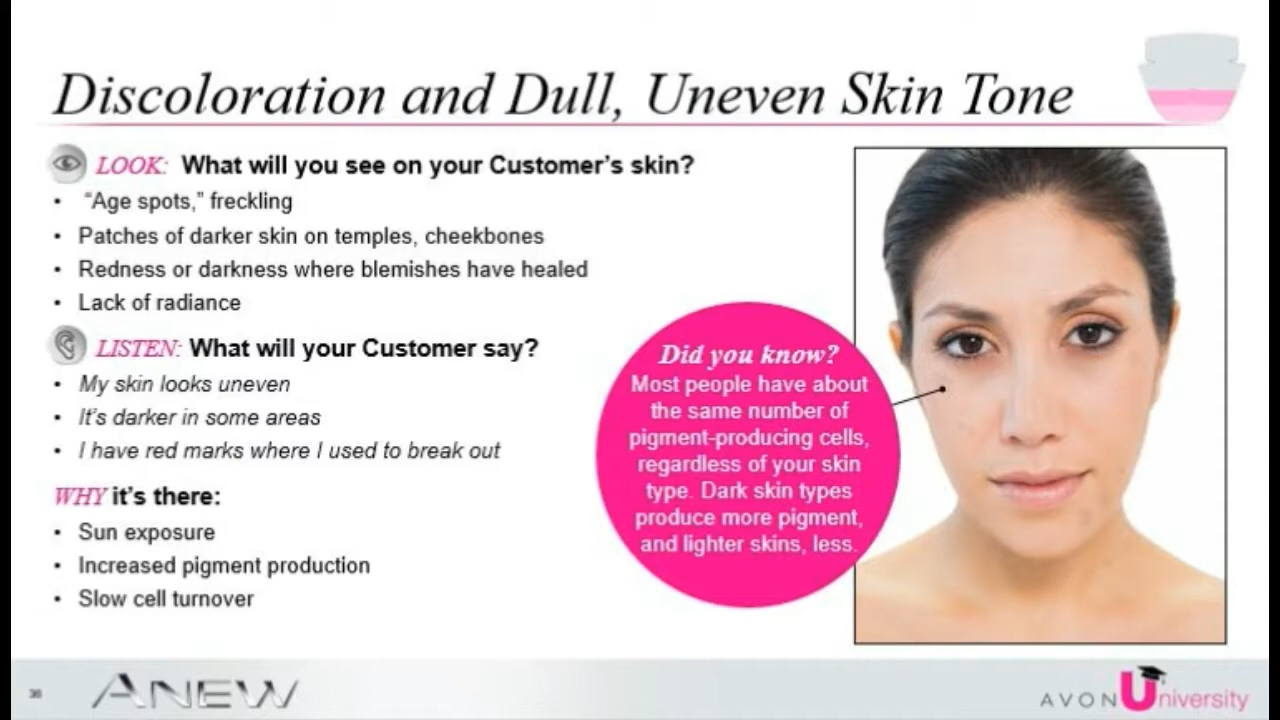 Discoloration and Dull, Uneven Skin Tone
LOOK: What will you see on your Customer's skin?
• "Age spots," freckling
• Patches of darker skin on temples, cheekbones
• Redness or darkness where blemishes have healed
• Lack of radiance
LISTEN: What will your Customer say?
• My skin looks uneven
• It's darker in some areas
• I have red marks where I used to break out
WHY it's there:
• Sun exposure
• Increased pigment production
• Slow cell turnover
Did you know?
Most people have about
the same number of
pigment-producing cells,
regardless of your skin
type. Dark skin types
produce more pigment,
and lighter skins, less.
ANEW
AVON University